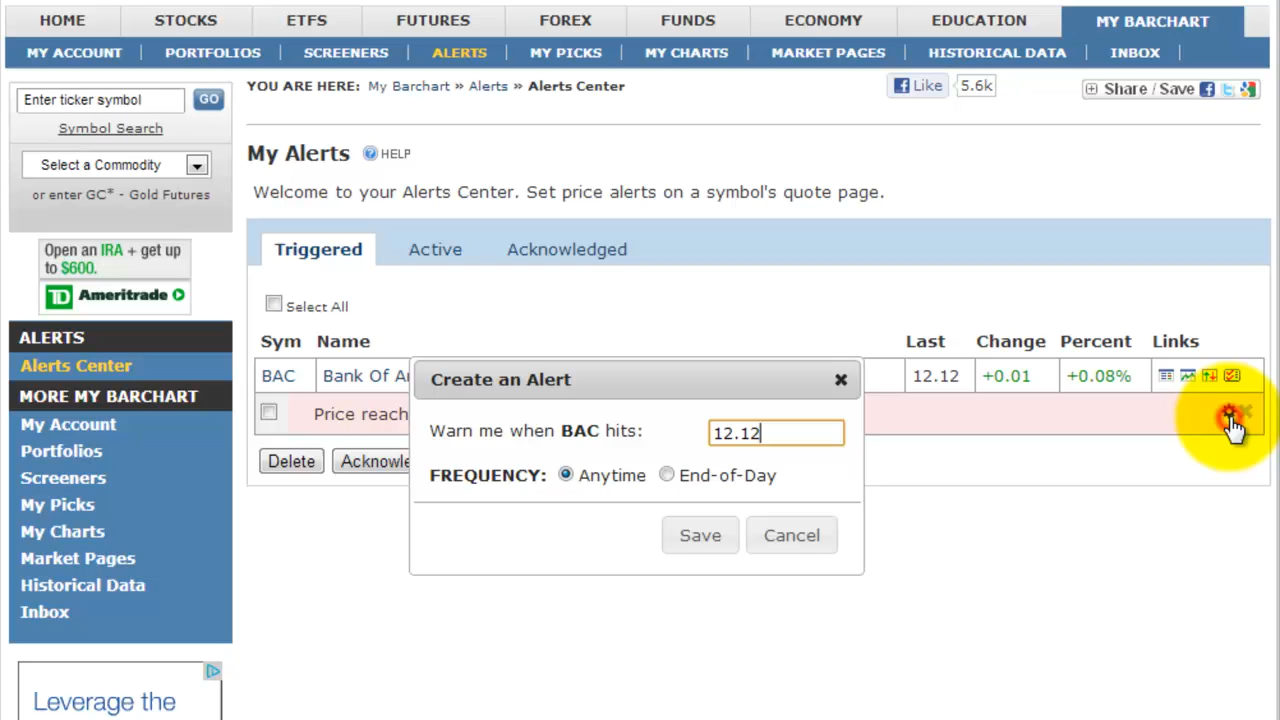 HOME STOCKS ETFS FUTURES FOREX FUNDS ECONOMY EDUCATION MY BARCHART
MY ACCOUNT PORTFOLIOS SCREENERS ALERTS MY PICKS MY CHARTS MARKET PAGES HISTORICAL DATA INBOX
Enter ticker symbol GO
Symbol Search
Select a Commodity
or enter GC* - Gold Futures
Open an IRA + get up
to $600.
TD Ameritrade
ALERTS
Alerts Center
MORE MY BARCHART
My Account
Portfolios
Screeners
My Picks
My Charts
Market Pages
Historical Data
Inbox
Leverage the
YOU ARE HERE: My Barchart » Alerts » Alerts Center
Like 5.6k
Share / Save
My Alerts ? HELP
Welcome to your Alerts Center. Set price alerts on a symbol's quote page.
Triggered Active Acknowledged
Select All
Sym Name Last Change Percent Links
BAC Bank Of 12.12 +0.01 +0.08%
Price reach
Delete Acknowle
Create an Alert
Warn me when BAC hits: 12.12
FREQUENCY: Anytime End-of-Day
Save Cancel